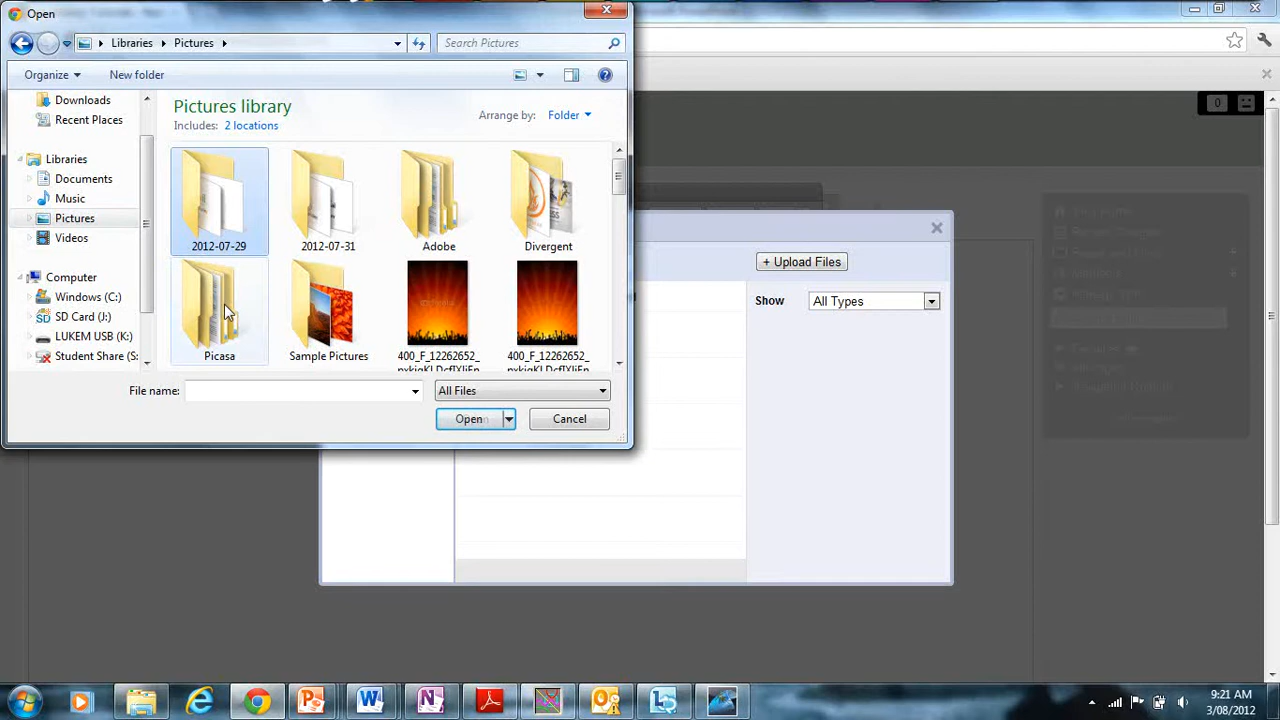 Open
Libraries
Pictures
Search Pictures
Organize
New folder
Downloads
Recent Places
Libraries
Documents
Music
Pictures
Videos
Computer
Windows (C:)
SD Card (J:)
LUKEM USB (K:)
Student Share (S:
Pictures library
Includes: 2 locations
Arrange by: Folder
2012-07-29
2012-07-31
Adobe
Divergent
Picasa
Sample Pictures
400_F_12262652_
400_F_12262652_
File name:
All Files
Open
Cancel
0
+ Upload Files
Show
All Types
9:21 AM
3/08/2012